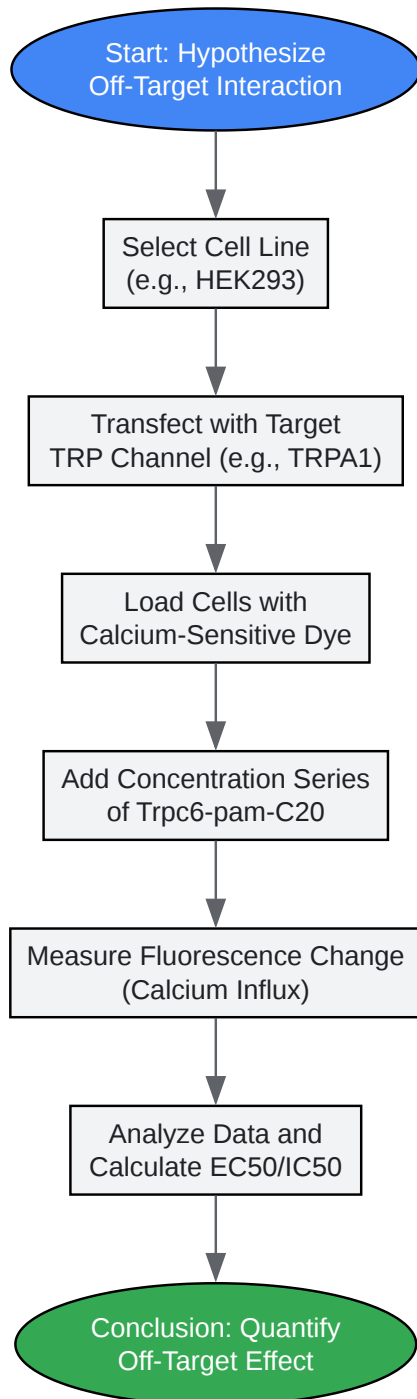 Start: Hypothesize
Off-Target Interaction
Select Cell Line
(e.g., HEK293)
Transfect with Target
TRP Channel (e.g., TRPA1)
Load Cells with
Calcium-Sensitive Dye
Add Concentration Series
of Trpc6-pam-C20
Measure Fluorescence Change
(Calcium Influx)
Analyze Data and
Calculate EC50/IC50
Conclusion: Quantify
Off-Target Effect